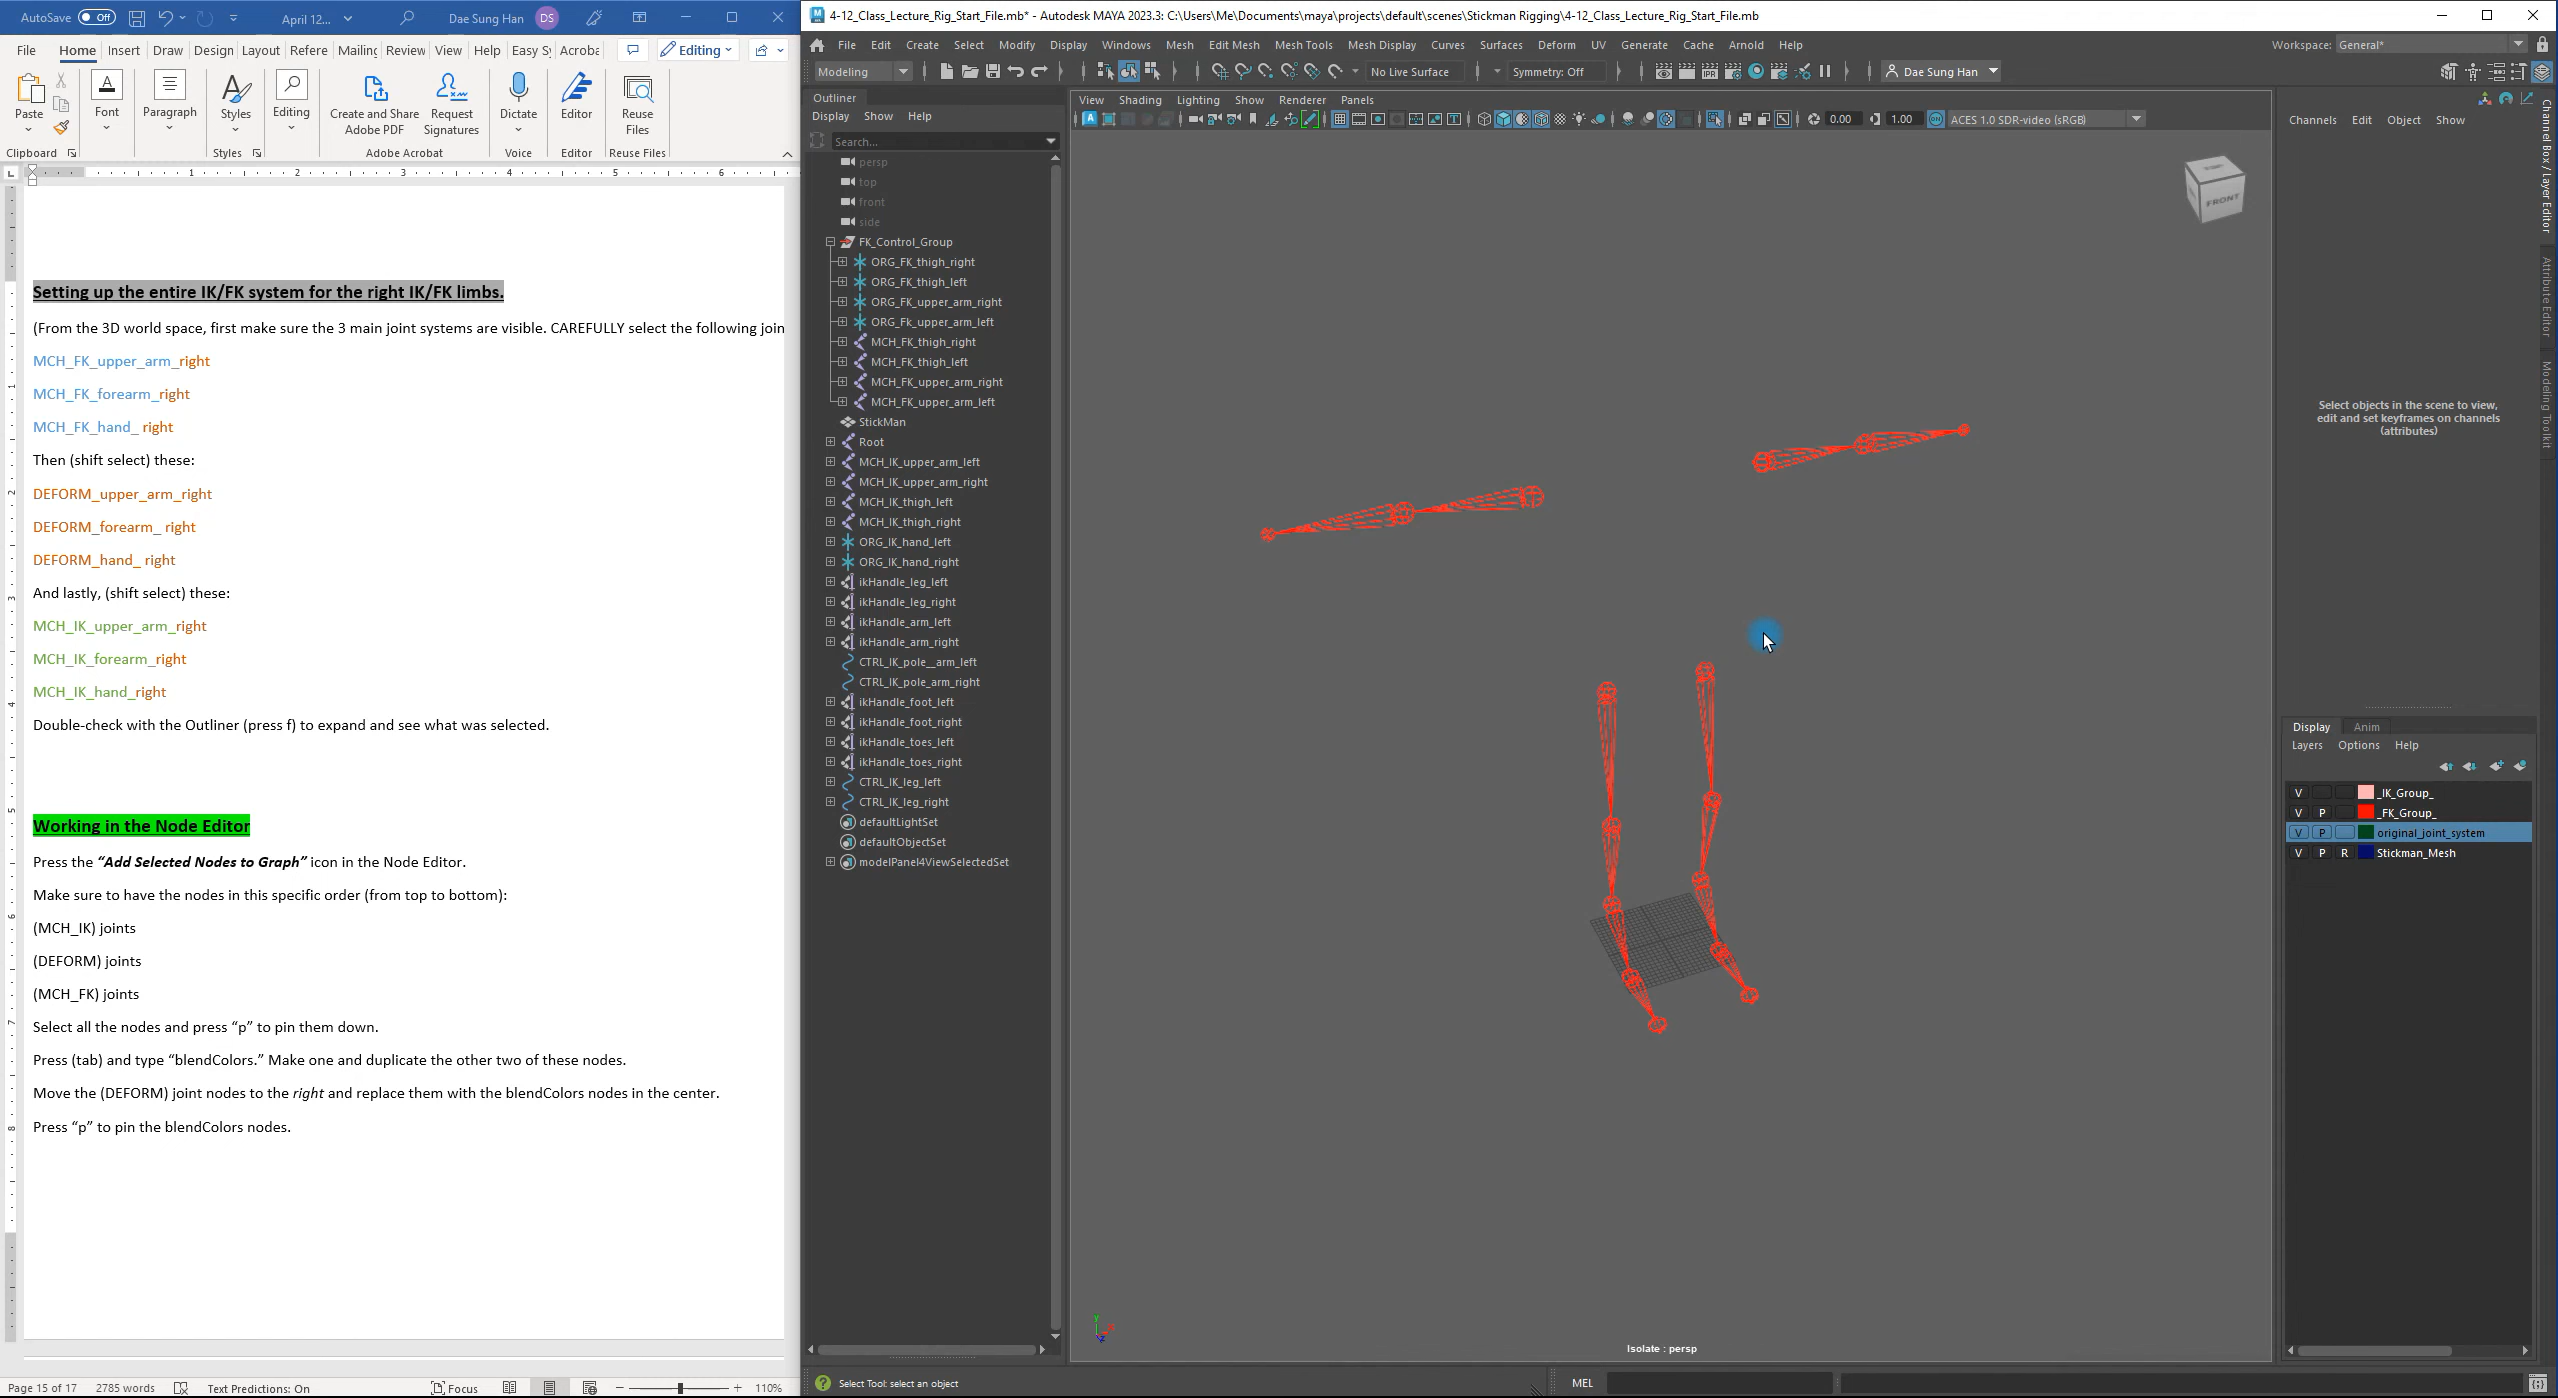 AutoSave Off April 12... Dae Sung Han DS
File Home Insert Draw Design Layout Refere Mailing Review View Help Easy Sy Acroba Editing
Paste Font Paragraph Styles Editing Create and Share Adobe PDF Request Signatures Dictate Editor Reuse Files
Clipboard Styles Adobe Acrobat Voice Editor Reuse Files
1 2 3 4 5 6
Setting up the entire IK/FK system for the right IK/FK limbs.
(From the 3D world space, first make sure the 3 main joint systems are visible. CAREFULLY select the following join
MCH_FK_upper_arm_right
MCH_FK_forearm_right
MCH_FK_hand_ right
Then (shift select) these:
DEFORM_upper_arm_right
DEFORM_forearm_ right
DEFORM_hand_ right
And lastly, (shift select) these:
MCH_IK_upper_arm_right
MCH_IK_forearm_right
MCH_IK_hand_right
Double-check with the Outliner (press f) to expand and see what was selected.
Working in the Node Editor
Press the “Add Selected Nodes to Graph” icon in the Node Editor.
Make sure to have the nodes in this specific order (from top to bottom):
(MCH_IK) joints
(DEFORM) joints
(MCH_FK) joints
Select all the nodes and press “p” to pin them down.
Press (tab) and type “blendColors.” Make one and duplicate the other two of these nodes.
Move the (DEFORM) joint nodes to the right and replace them with the blendColors nodes in the center.
Press “p” to pin the blendColors nodes.
Page 15 of 17 2785 words Text Predictions: On Focus 110%
4-12_Class_Lecture_Rig_Start_File.mb* - Autodesk MAYA 2023.3: C:\Users\Me\Documents\maya\projects\default\scenes\Stickman Rigging\4-12_Class_Lecture_Rig_Start_File.mb
File Edit Create Select Modify Display Windows Mesh Edit Mesh Mesh Tools Mesh Display Curves Surfaces Deform UV Generate Cache Arnold Help Workspace: General*
Modeling No Live Surface Symmetry: Off IPR Dae Sung Han
Outliner
Display Show Help
Search...
persp
top
front
side
FK_Control_Group
ORG_FK_thigh_right
ORG_FK_thigh_left
ORG_FK_upper_arm_right
ORG_Fk_upper_arm_left
MCH_FK_thigh_right
MCH_FK_thigh_left
MCH_FK_upper_arm_right
MCH_FK_upper_arm_left
StickMan
Root
MCH_IK_upper_arm_left
MCH_IK_upper_arm_right
MCH_IK_thigh_left
MCH_IK_thigh_right
ORG_IK_hand_left
ORG_IK_hand_right
ikHandle_leg_left
ikHandle_leg_right
ikHandle_arm_left
ikHandle_arm_right
CTRL_IK_pole__arm_left
CTRL_IK_pole_arm_right
ikHandle_foot_left
ikHandle_foot_right
ikHandle_toes_left
ikHandle_toes_right
CTRL_IK_leg_left
CTRL_IK_leg_right
defaultLightSet
defaultObjectSet
modelPanel4ViewSelectedSet
View Shading Lighting Show Renderer Panels
0.00 1.00 ACES 1.0 SDR-video (sRGB)
FRONT
Isolate : persp
Channels Edit Object Show
Select objects in the scene to view,
edit and set keyframes on channels
(attributes)
Channel Box / Layer Editor
Attribute Editor
Modeling Toolkit
Display Anim
Layers Options Help
V _IK_Group_
V P _FK_Group_
V P original_joint_system
V P R Stickman_Mesh
Select Tool: select an object MEL